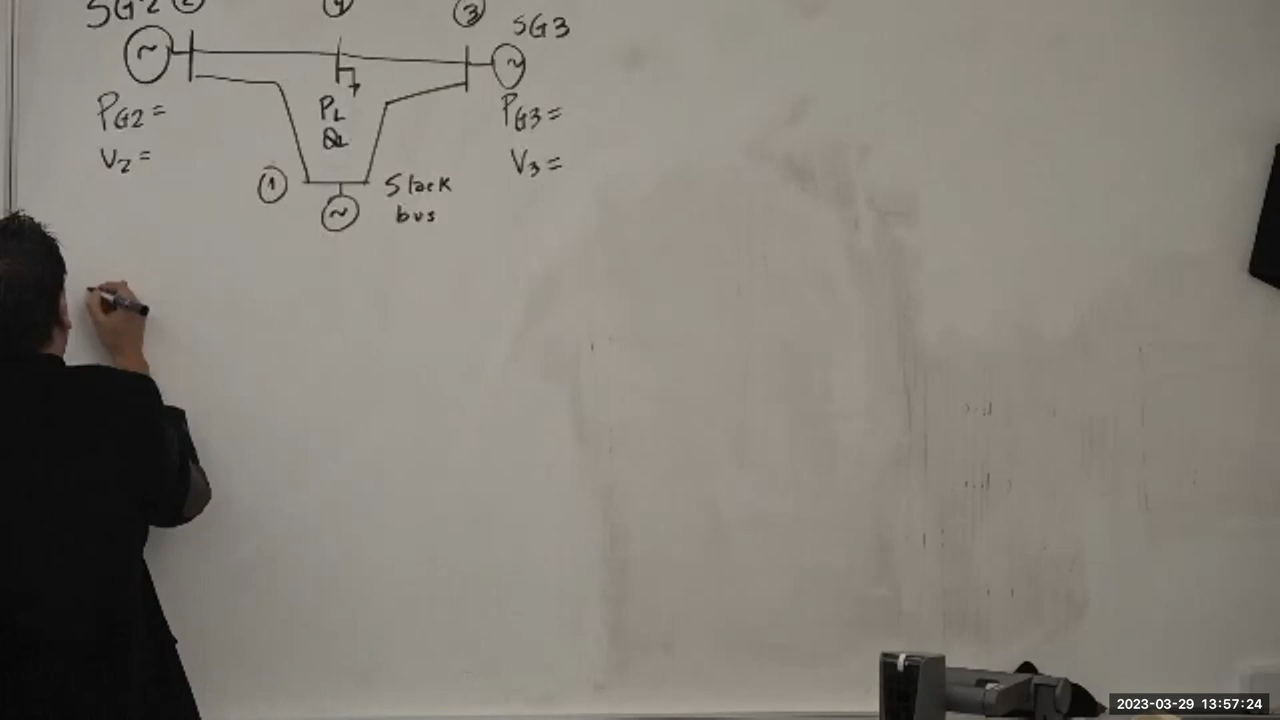 SG2 ② ④ ③ SG3
~ ~
PG2 = PL PG3 =
V2 = QL V3 =
① Slack
~ bus
2023-03-29 13:57:24